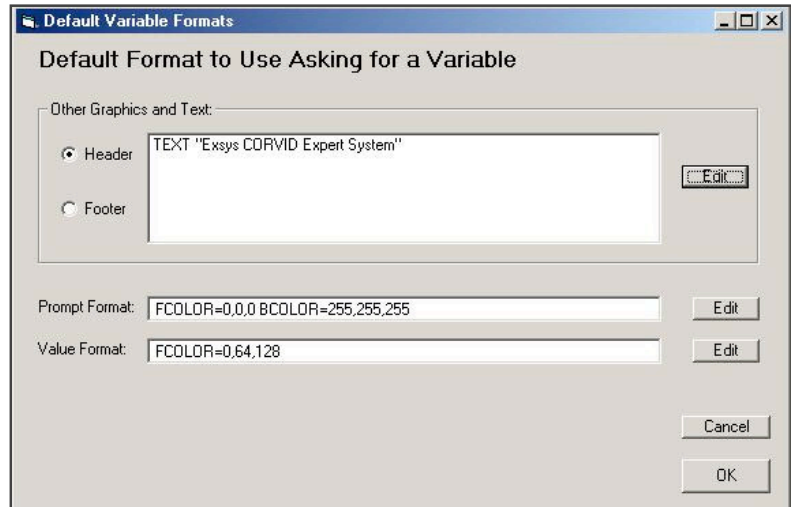 Default Variable Formats
Default Format to Use Asking for a Variable
Other Graphics and Text:
Header
TEXT "Exsys CORVID Expert System"
Edit
Footer
Prompt Format: FCOLOR=0,0,0 BCOLOR=255,255,255 Edit
Value Format: FCOLOR=0,64,128 Edit
Cancel
OK